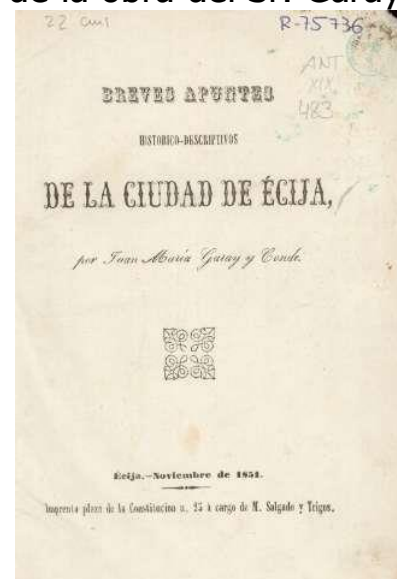 de la obra del Sr. Garay
22 cm
R-75736
ANT
XIX
483
BREVES APUNTES
HISTORICO-DESCRIPTIVOS
DE LA CIUDAD DE ÉCIJA,
por Juan María Garay y Conde.
Écija.—Noviembre de 1851.
Imprenta plaza de la Constitucion n. 25 à cargo de M. Salgado y Trigos.